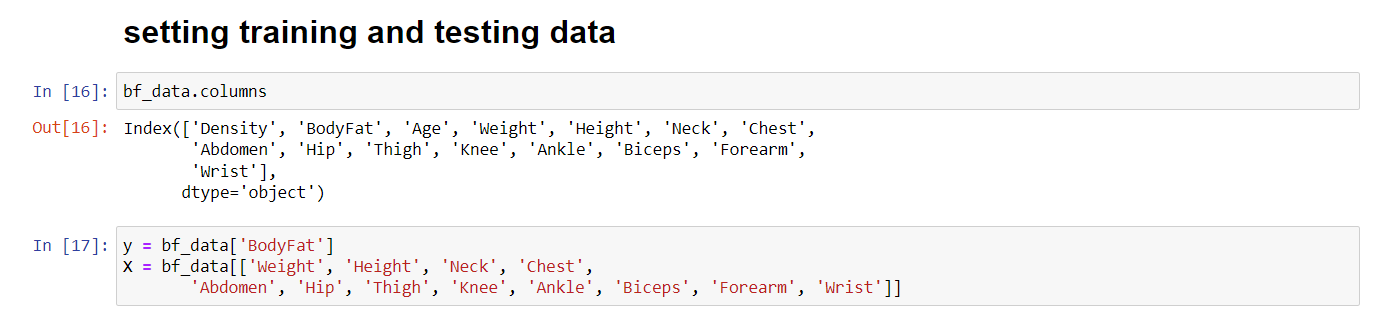 setting training and testing data
In [16]: bf_data.columns
Out[16]: Index(['Density', 'BodyFat', 'Age', 'Weight', 'Height', 'Neck', 'Chest',
'Abdomen', 'Hip', 'Thigh', 'Knee', 'Ankle', 'Biceps', 'Forearm',
'Wrist'],
dtype='object')
In [17]: y = bf_data['BodyFat']
X = bf_data[['Weight', 'Height', 'Neck', 'Chest',
'Abdomen', 'Hip', 'Thigh', 'Knee', 'Ankle', 'Biceps', 'Forearm', 'Wrist']]